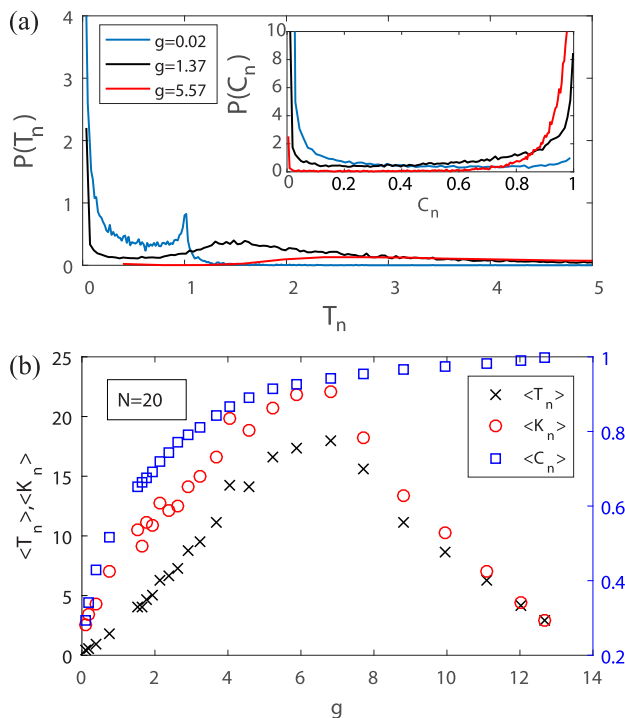 (a)
4
3
2
1
0
P(T_n)
g=0.02
g=1.37
g=5.57
10
8
6
4
2
0
P(C_n)
0 0.2 0.4 0.6 0.8 1
C_n
0 1 2 3 4 5
T_n
(b)
25
20
15
10
5
0
<T_n>,<K_n>
N=20
<T_n>
<K_n>
<C_n>
1
0.8
0.6
0.4
0.2
0 2 4 6 8 10 12 14
g